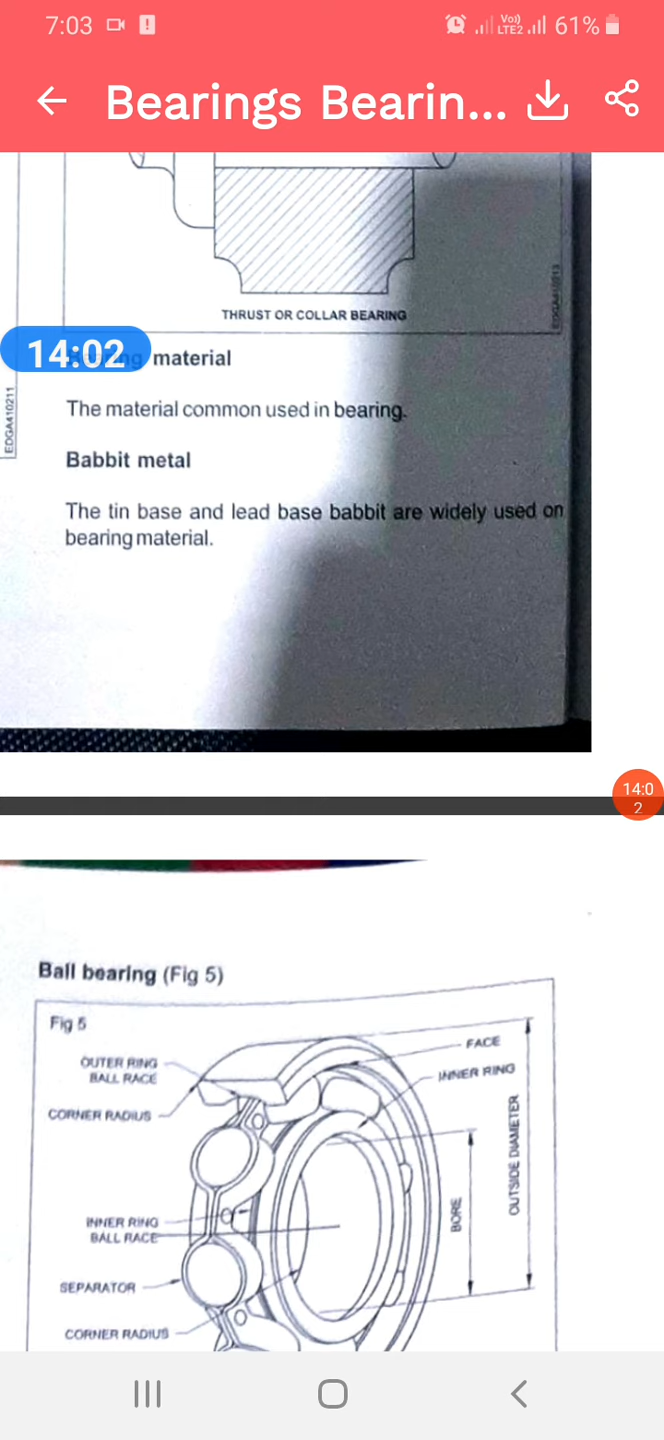 7:03
Vo))
LTE2
61%
Bearings Bearin...
THRUST OR COLLAR BEARING
14:02
material
EDGA410211
The material common used in bearing.
Babbit metal
The tin base and lead base babbit are widely used on
bearing material.
14:0
2
Ball bearing (Fig 5)
Fig 5
OUTER RING
BALL RACE
FACE
INNER RING
CORNER RADIUS
OUTSIDE DIAMETER
BORE
INNER RING
BALL RACE
SEPARATOR
CORNER RADIUS